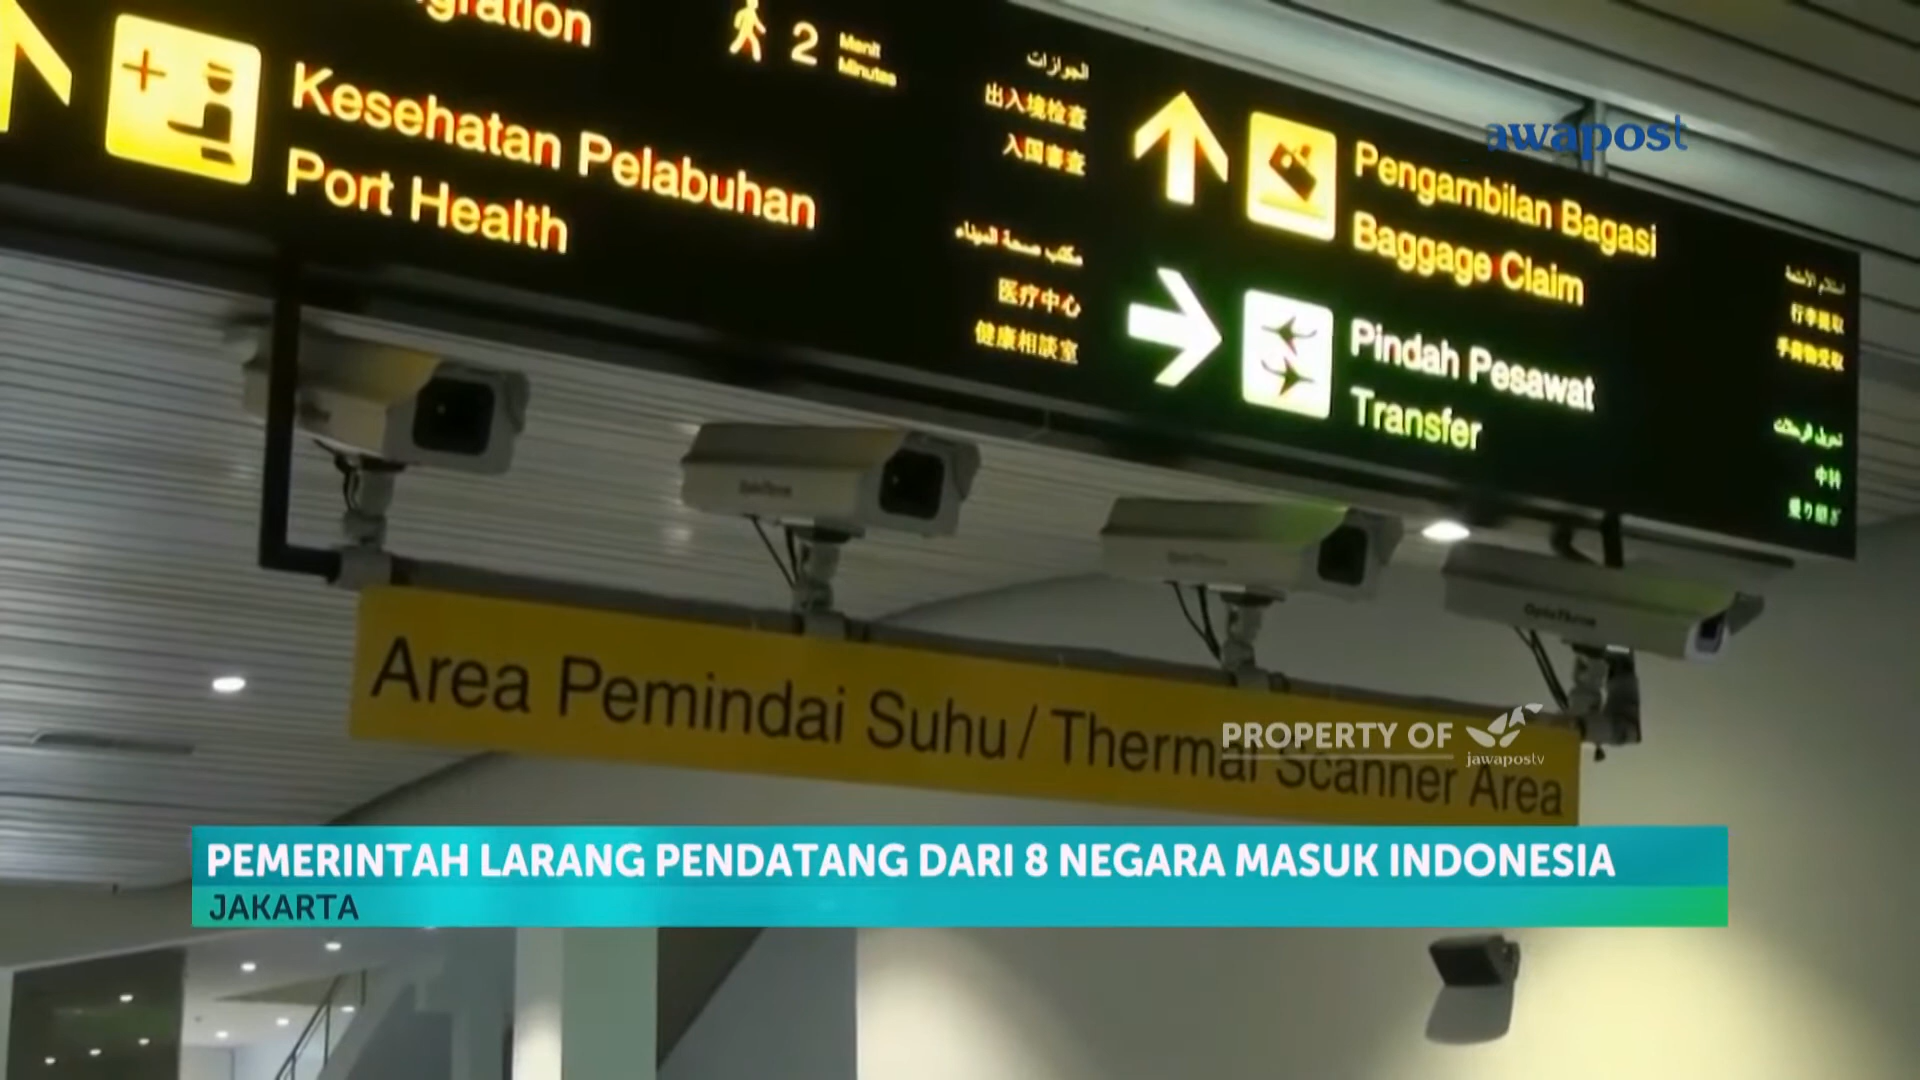 gration
2 Menit
Minutes
الجوازات
出入境检查
入国審査
Kesehatan Pelabuhan
Port Health
مكتب صحة الميناء
医疗中心
健康相談室
Pengambilan Bagasi
Baggage Claim
行李提取
手荷物受取
Pindah Pesawat
Transfer
تحويل الرحلات
中转
乗り継ぎ
awapost
OptoTherm
Area Pemindai Suhu / Thermal Scanner Area
PROPERTY OF
jawapostv
PEMERINTAH LARANG PENDATANG DARI 8 NEGARA MASUK INDONESIA
JAKARTA